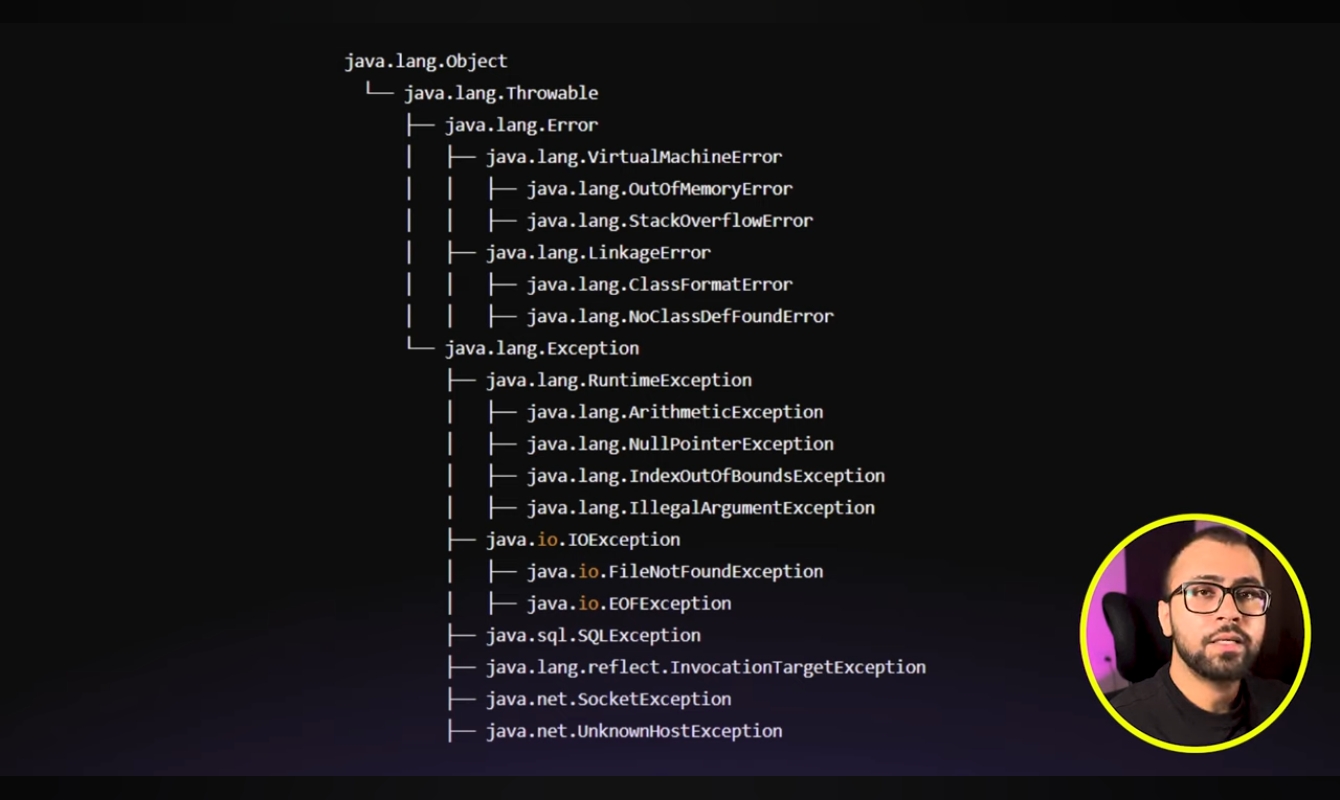 java.lang.Object
└── java.lang.Throwable
├── java.lang.Error
│ ├── java.lang.VirtualMachineError
│ │ ├── java.lang.OutOfMemoryError
│ │ ├── java.lang.StackOverflowError
│ ├── java.lang.LinkageError
│ │ ├── java.lang.ClassFormatError
│ │ ├── java.lang.NoClassDefFoundError
└── java.lang.Exception
├── java.lang.RuntimeException
│ ├── java.lang.ArithmeticException
│ ├── java.lang.NullPointerException
│ ├── java.lang.IndexOutOfBoundsException
│ ├── java.lang.IllegalArgumentException
├── java.io.IOException
│ ├── java.io.FileNotFoundException
│ ├── java.io.EOFException
├── java.sql.SQLException
├── java.lang.reflect.InvocationTargetException
├── java.net.SocketException
├── java.net.UnknownHostException